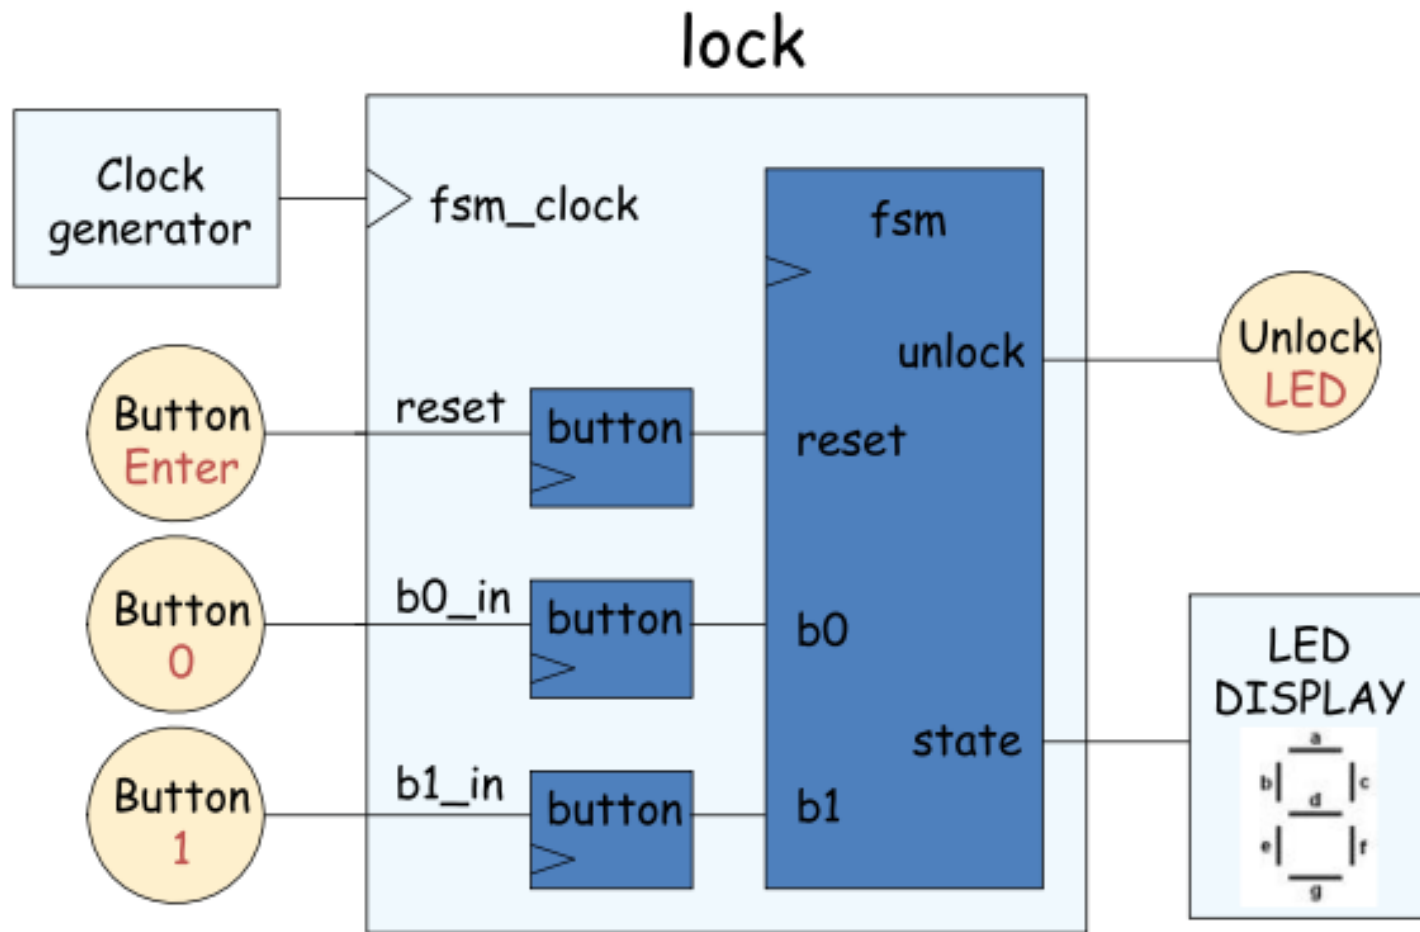 lock
Clock
generator
fsm_clock
fsm
unlock
Unlock
LED
Button
Enter
reset
button
reset
Button
0
b0_in
button
b0
Button
1
b1_in
button
b1
state
LED
DISPLAY
a
b
c
d
e
f
g